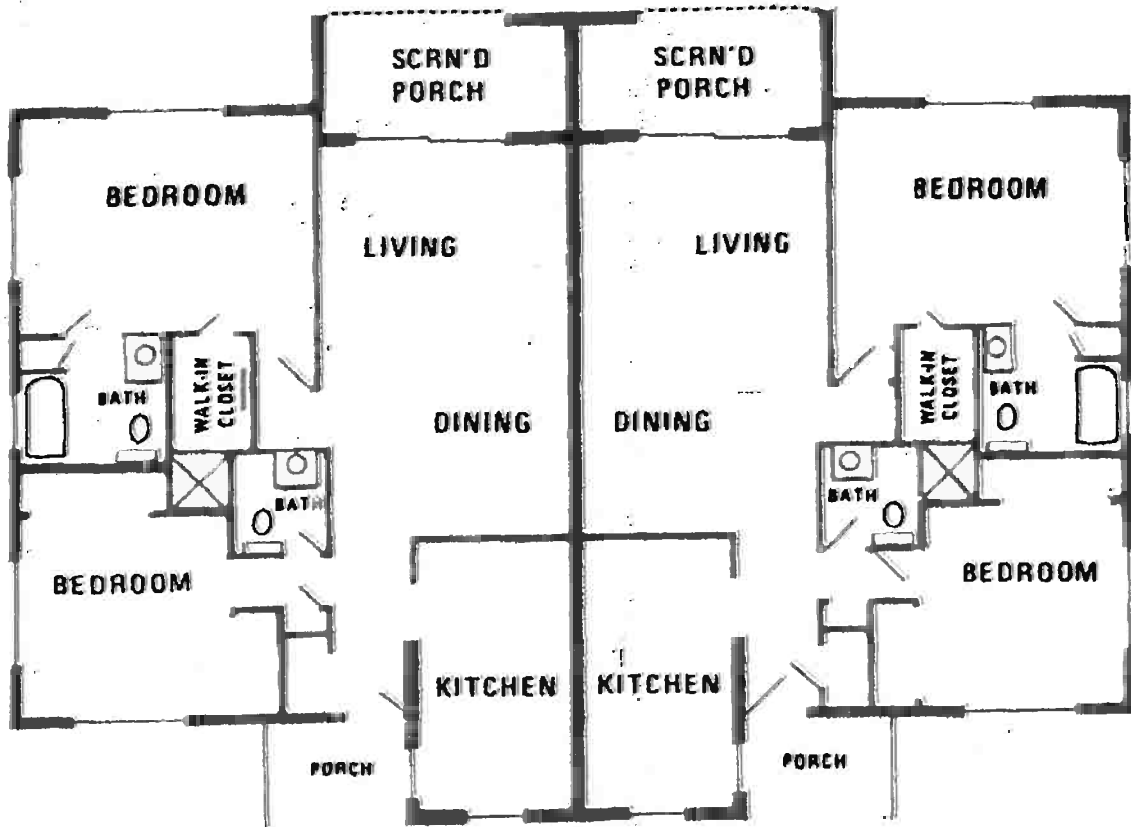 SCRN'D
PORCH
SCRN'D
PORCH
BEDROOM
BEDROOM
LIVING
LIVING
WALK-IN
CLOSET
WALK-IN
CLOSET
BATH
BATH
DINING
DINING
BATH
BATH
BEDROOM
BEDROOM
KITCHEN
KITCHEN
PORCH
PORCH